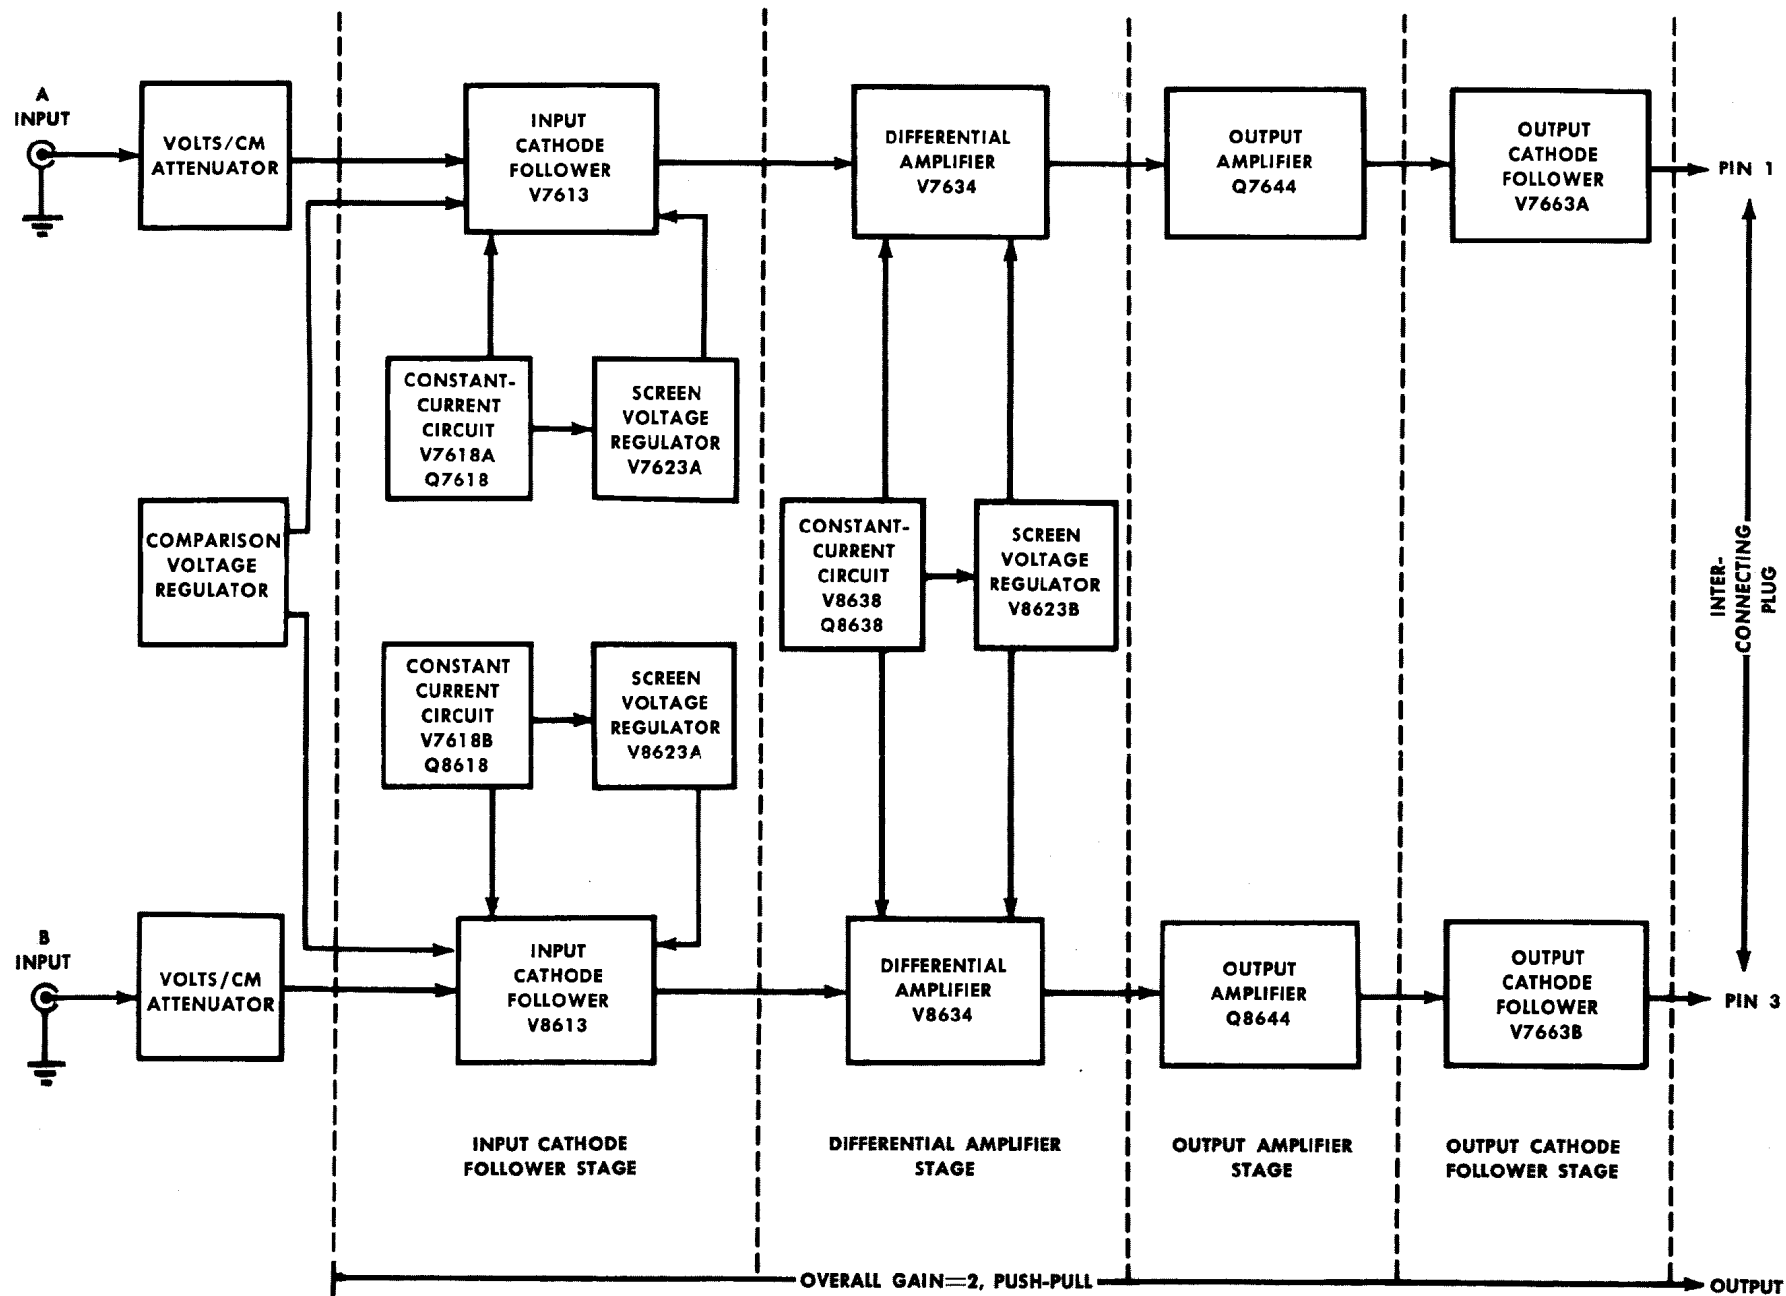 A
INPUT
VOLTS/CM
ATTENUATOR
INPUT
CATHODE
FOLLOWER
V7613
DIFFERENTIAL
AMPLIFIER
V7634
OUTPUT
AMPLIFIER
Q7644
OUTPUT
CATHODE
FOLLOWER
V7663A
PIN 1
CONSTANT-
CURRENT
CIRCUIT
V7618A
Q7618
SCREEN
VOLTAGE
REGULATOR
V7623A
COMPARISON
VOLTAGE
REGULATOR
CONSTANT-
CURRENT
CIRCUIT
V8638
Q8638
SCREEN
VOLTAGE
REGULATOR
V8623B
INTER-
CONNECTING
PLUG
CONSTANT
CURRENT
CIRCUIT
V7618B
Q8618
SCREEN
VOLTAGE
REGULATOR
V8623A
B
INPUT
VOLTS/CM
ATTENUATOR
INPUT
CATHODE
FOLLOWER
V8613
DIFFERENTIAL
AMPLIFIER
V8634
OUTPUT
AMPLIFIER
Q8644
OUTPUT
CATHODE
FOLLOWER
V7663B
PIN 3
INPUT CATHODE
FOLLOWER STAGE
DIFFERENTIAL AMPLIFIER
STAGE
OUTPUT AMPLIFIER
STAGE
OUTPUT CATHODE
FOLLOWER STAGE
OVERALL GAIN=2, PUSH-PULL
OUTPUT